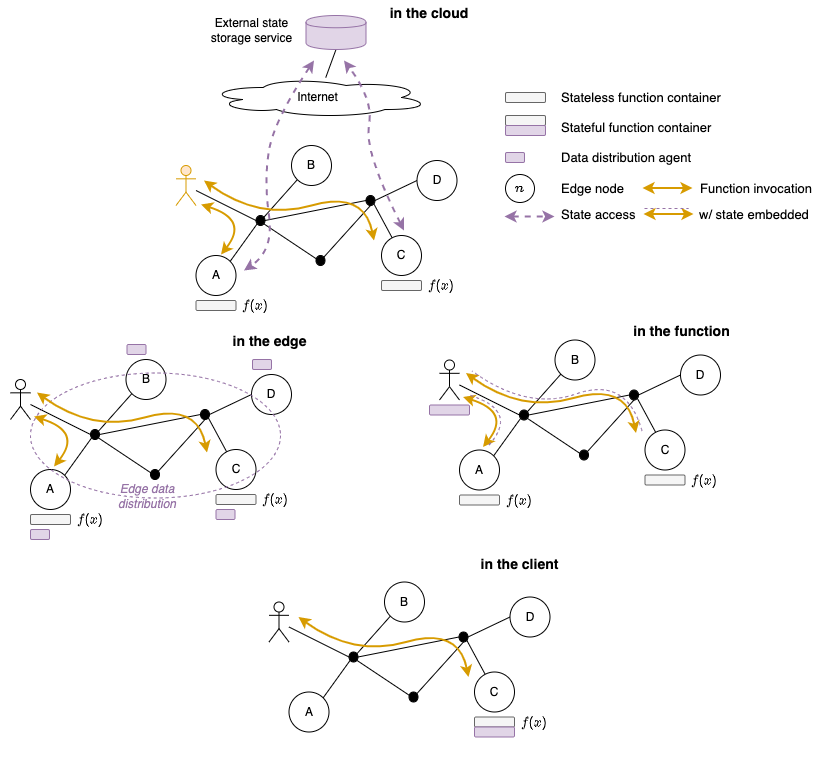 in the cloud
External state
storage service
Internet
Stateless function container
Stateful function container
Data distribution agent
n
Edge node
Function invocation
State access
w/ state embedded
B
D
A
C
f(x)
f(x)
in the edge
B
D
A
C
Edge data
distribution
f(x)
f(x)
in the function
B
D
A
C
f(x)
f(x)
in the client
B
D
A
C
f(x)